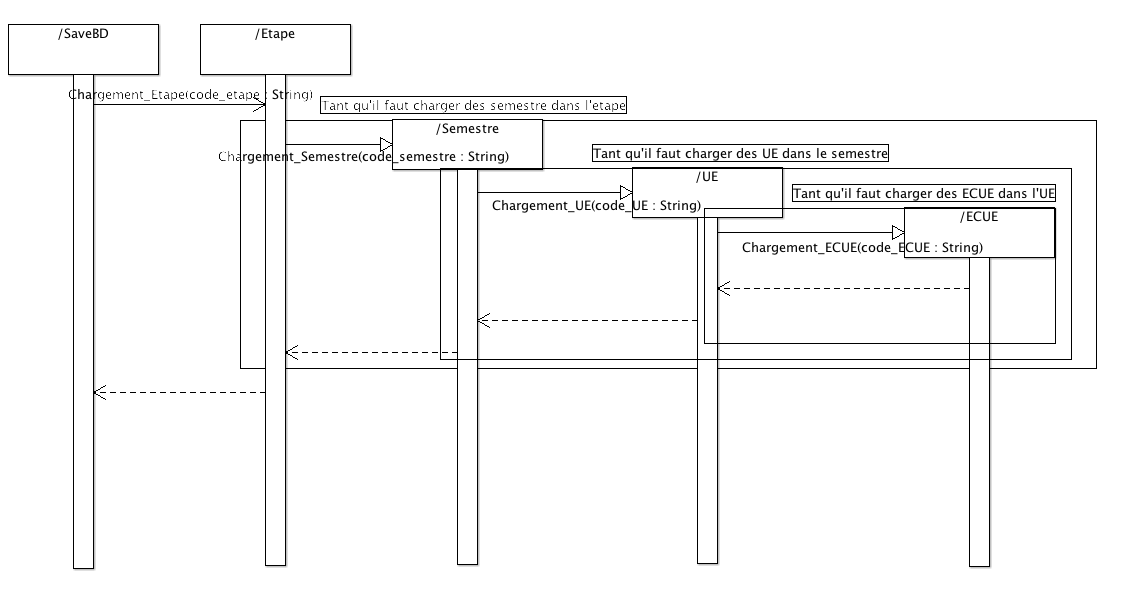 /SaveBD
/Etape
Chargement_Etape(code_etape : String)
Tant qu'il faut charger des semestre dans l'etape
/Semestre
Chargement_Semestre(code_semestre : String)
Tant qu'il faut charger des UE dans le semestre
/UE
Chargement_UE(code_UE : String)
Tant qu'il faut charger des ECUE dans l'UE
/ECUE
Chargement_ECUE(code_ECUE : String)